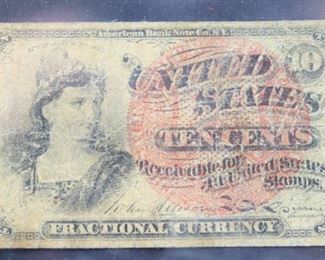 American Bank Note Co. N.Y.
10
UNITED
STATES
TEN CENTS
Receivable for
all United States
Stamps.
FRACTIONAL CURRENCY